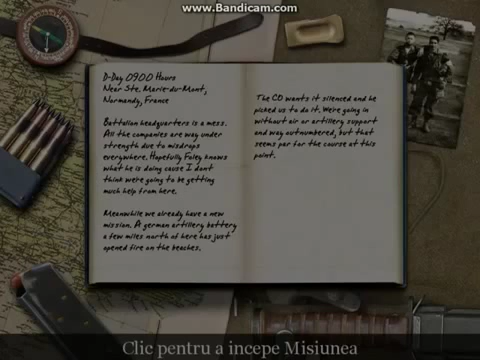 www.Bandicam.com
D-Day 0900 Hours
Near Ste. Marie-du-Mont,
Normandy, France
Battalion headquarters is a mess.
All the companies are way under
strength due to misdrops
everywhere. Hopefully Foley knows
what he is doing cause I dont
think we're going to be getting
much help from here.
Meanwhile we already have a new
mission. A german artillery battery
a few miles north of here has just
opened fire on the beaches.
The CO wants it silenced and he
picked us to do it. We're going in
without air or artillery support
and way outnumbered, but that
seems par for the course at this
point.
Clic pentru a incepe Misiunea